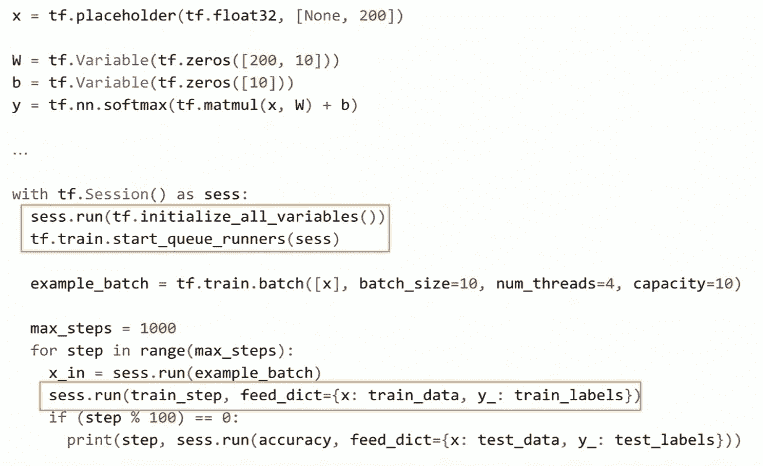 x = tf.placeholder(tf.float32, [None, 200])
W = tf.Variable(tf.zeros([200, 10]))
b = tf.Variable(tf.zeros([10]))
y = tf.nn.softmax(tf.matmul(x, W) + b)
...
with tf.Session() as sess:
sess.run(tf.initialize_all_variables())
tf.train.start_queue_runners(sess)
example_batch = tf.train.batch([x], batch_size=10, num_threads=4, capacity=10)
max_steps = 1000
for step in range(max_steps):
x_in = sess.run(example_batch)
sess.run(train_step, feed_dict={x: train_data, y_: train_labels})
if (step % 100) == 0:
print(step, sess.run(accuracy, feed_dict={x: test_data, y_: test_labels}))